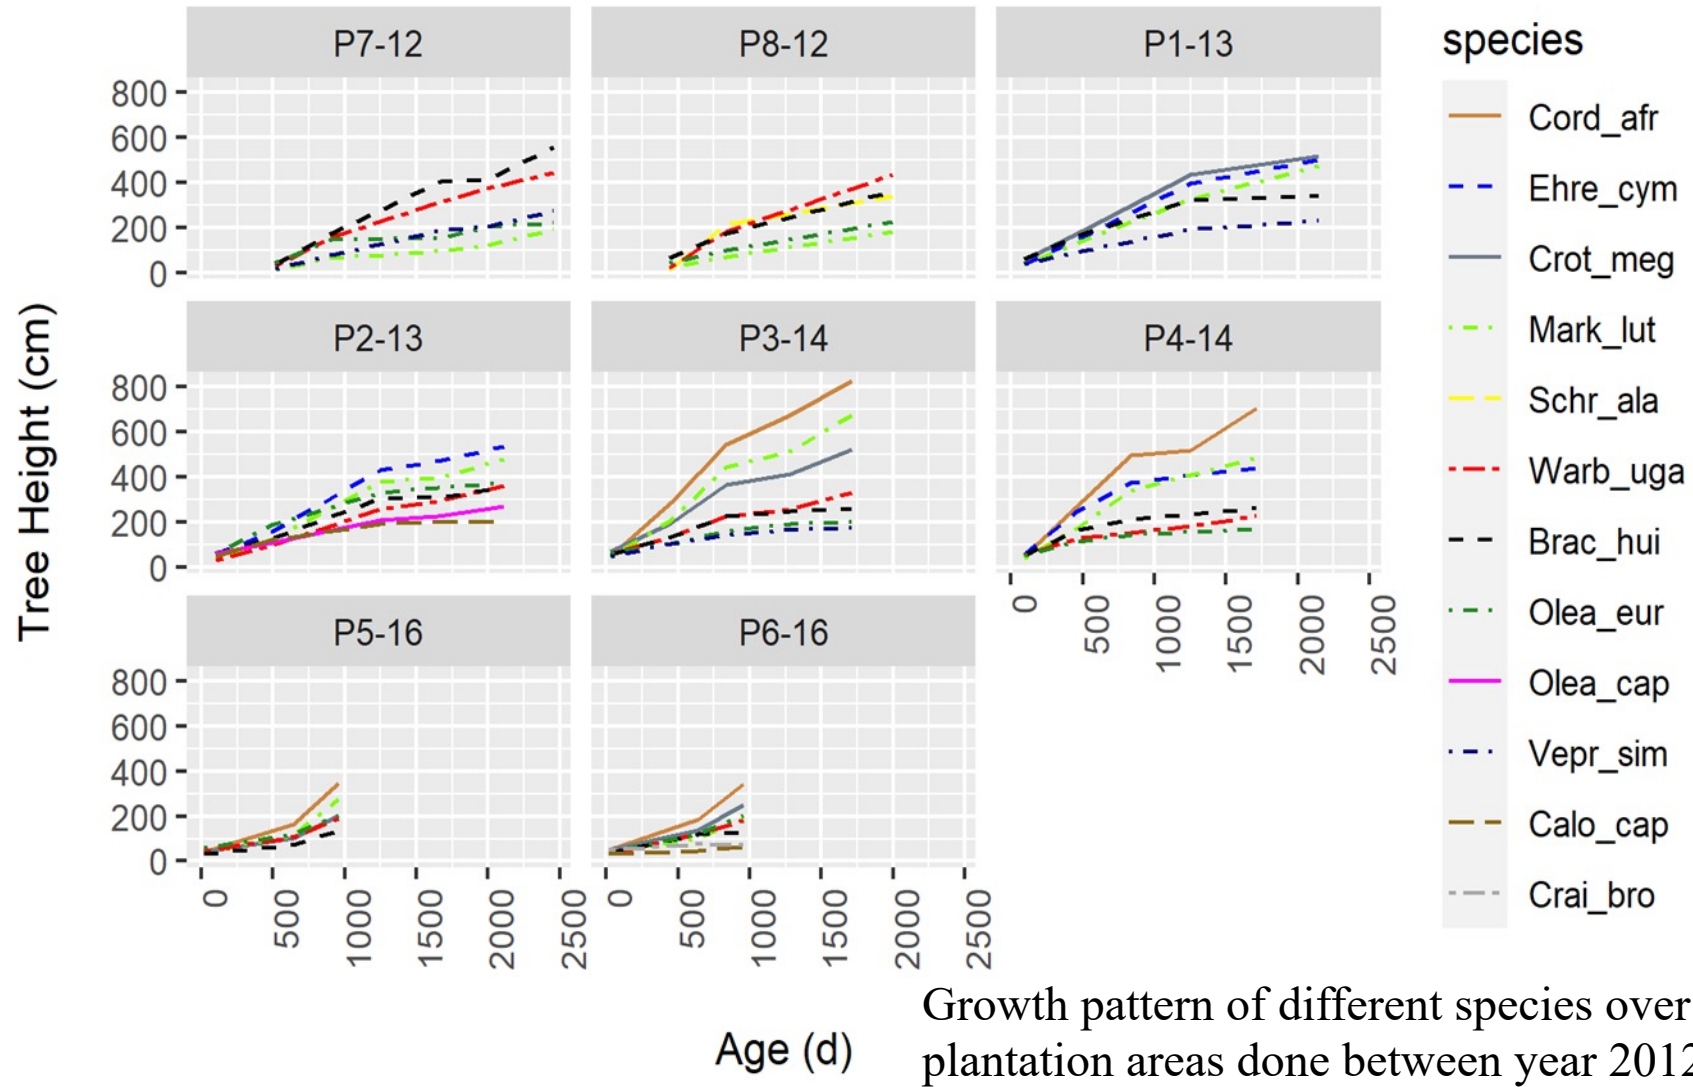 P7-12
P8-12
P1-13
800
600
400
200
0
P2-13
P3-14
P4-14
800
600
400
200
0
0
500
1000
1500
2000
2500
P5-16
P6-16
800
600
400
200
0
0
500
1000
1500
2000
2500
0
500
1000
1500
2000
2500
Tree Height (cm)
Age (d)
species
Cord_afr
Ehre_cym
Crot_meg
Mark_lut
Schr_ala
Warb_uga
Brac_hui
Olea_eur
Olea_cap
Vepr_sim
Calo_cap
Crai_bro
Growth pattern of different species over
plantation areas done between year 2012